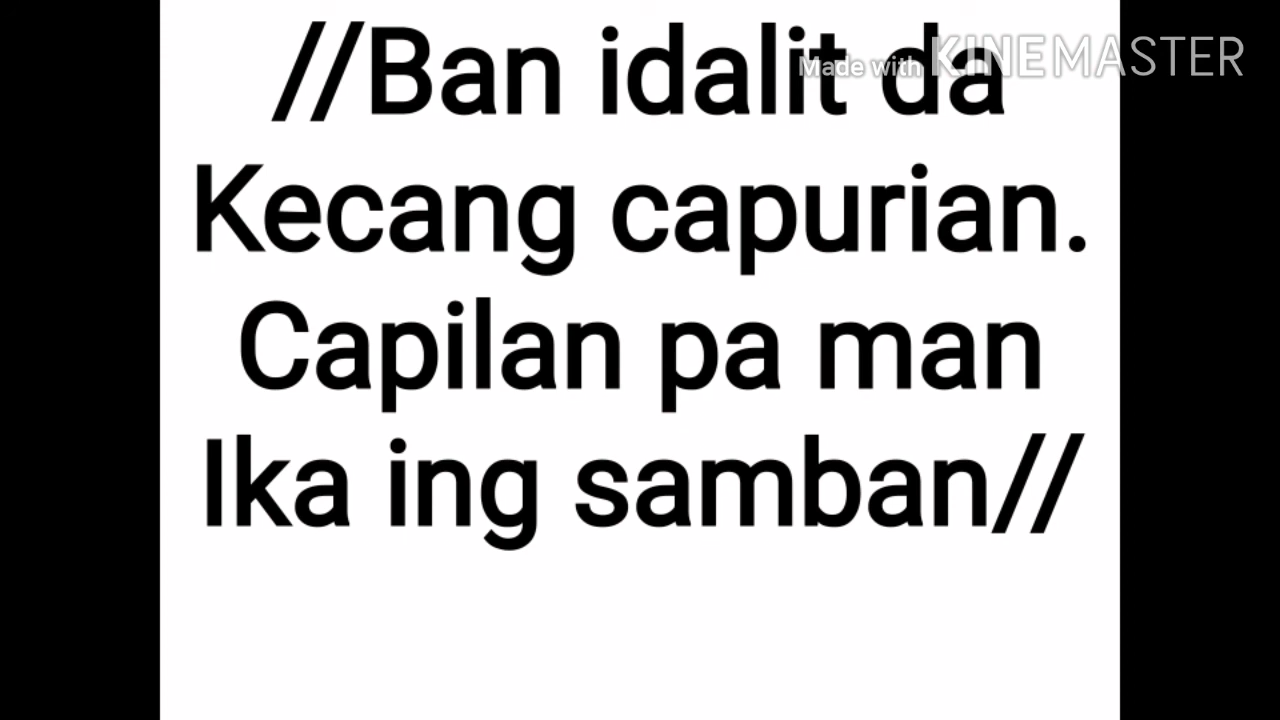 //Ban idalit da
Made with KINEMASTER
Kecang capurian.
Capilan pa man
Ika ing samban//